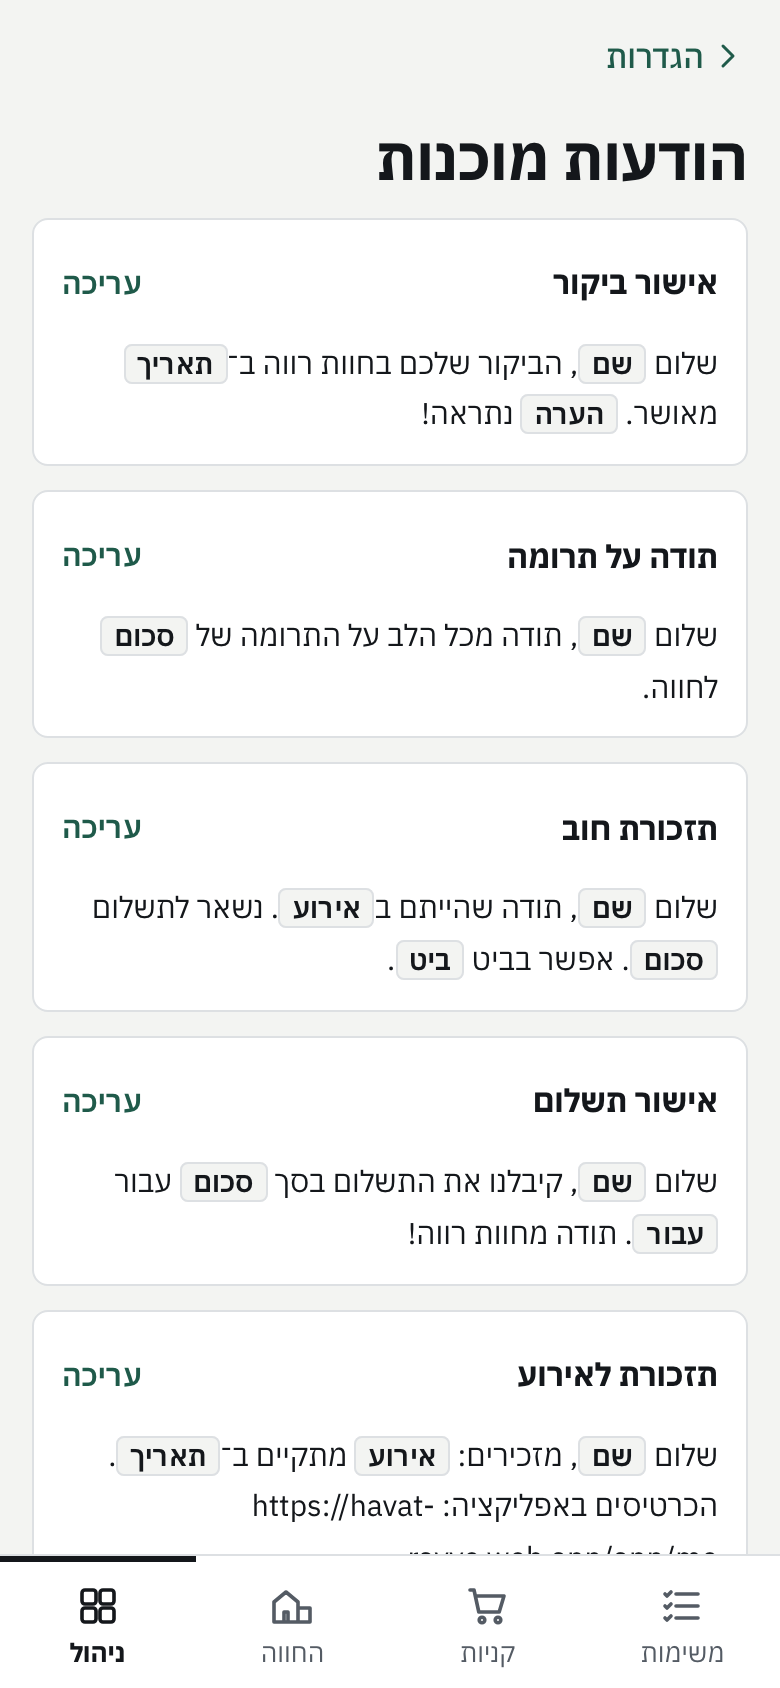 הגדרות
הודעות מוכנות
אישור ביקור
עריכה
שלום שם, הביקור שלכם בחוות רווה ב־תאריך
מאושר. הערה נתראה!
תודה על תרומה
עריכה
שלום שם, תודה מכל הלב על התרומה של סכום
לחווה.
תזכורת חוב
עריכה
שלום שם, תודה שהייתם באירוע. נשאר לתשלום
סכום. אפשר בביט ביט.
אישור תשלום
עריכה
שלום שם, קיבלנו את התשלום בסך סכום עבור
עבור. תודה מחוות רווה!
תזכורת לאירוע
עריכה
שלום שם, מזכירים: אירוע מתקיים ב־תאריך.
הכרטיסים באפליקציה: https://havat-
משימות
קניות
החווה
ניהול